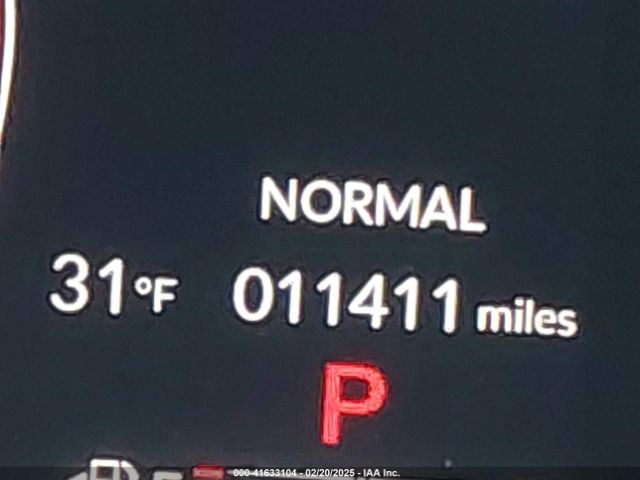 NORMAL
31°F 011411 miles
P
000-41633104 - 02/20/2025 - IAA Inc.